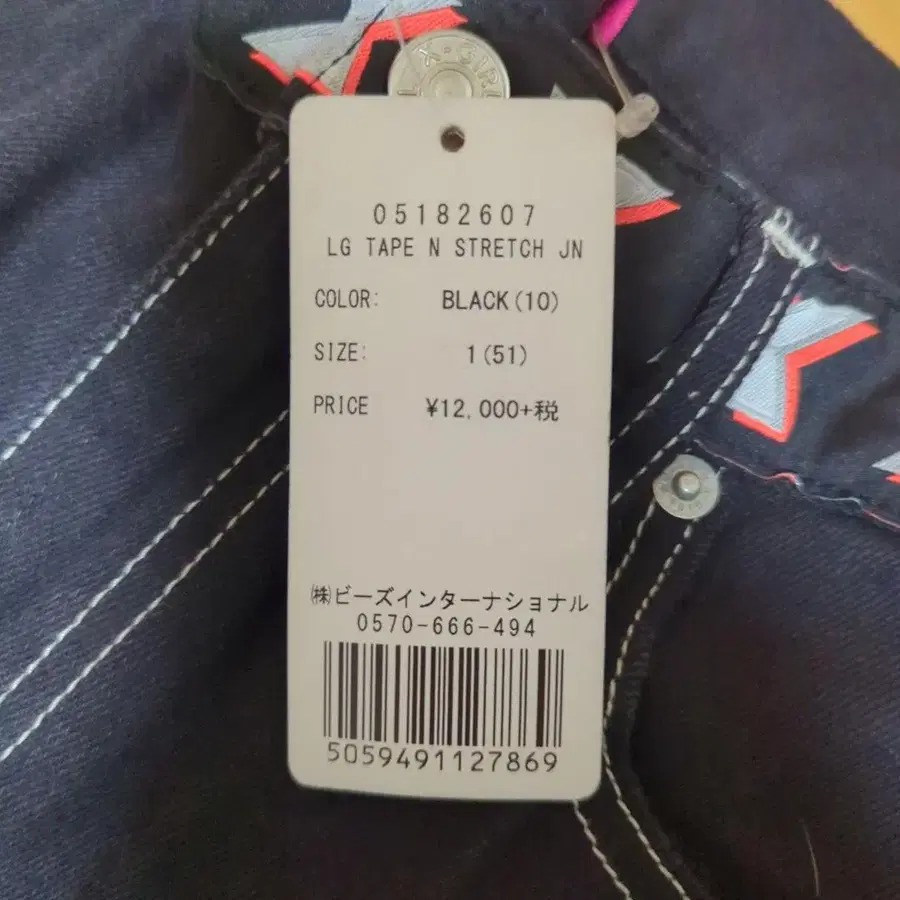 X-GIRL
05182607
LG TAPE N STRETCH JN
COLOR: BLACK(10)
SIZE: 1(51)
PRICE ¥12,000+税
㈱ビーズインターナショナル
0570-666-494
5059491127869